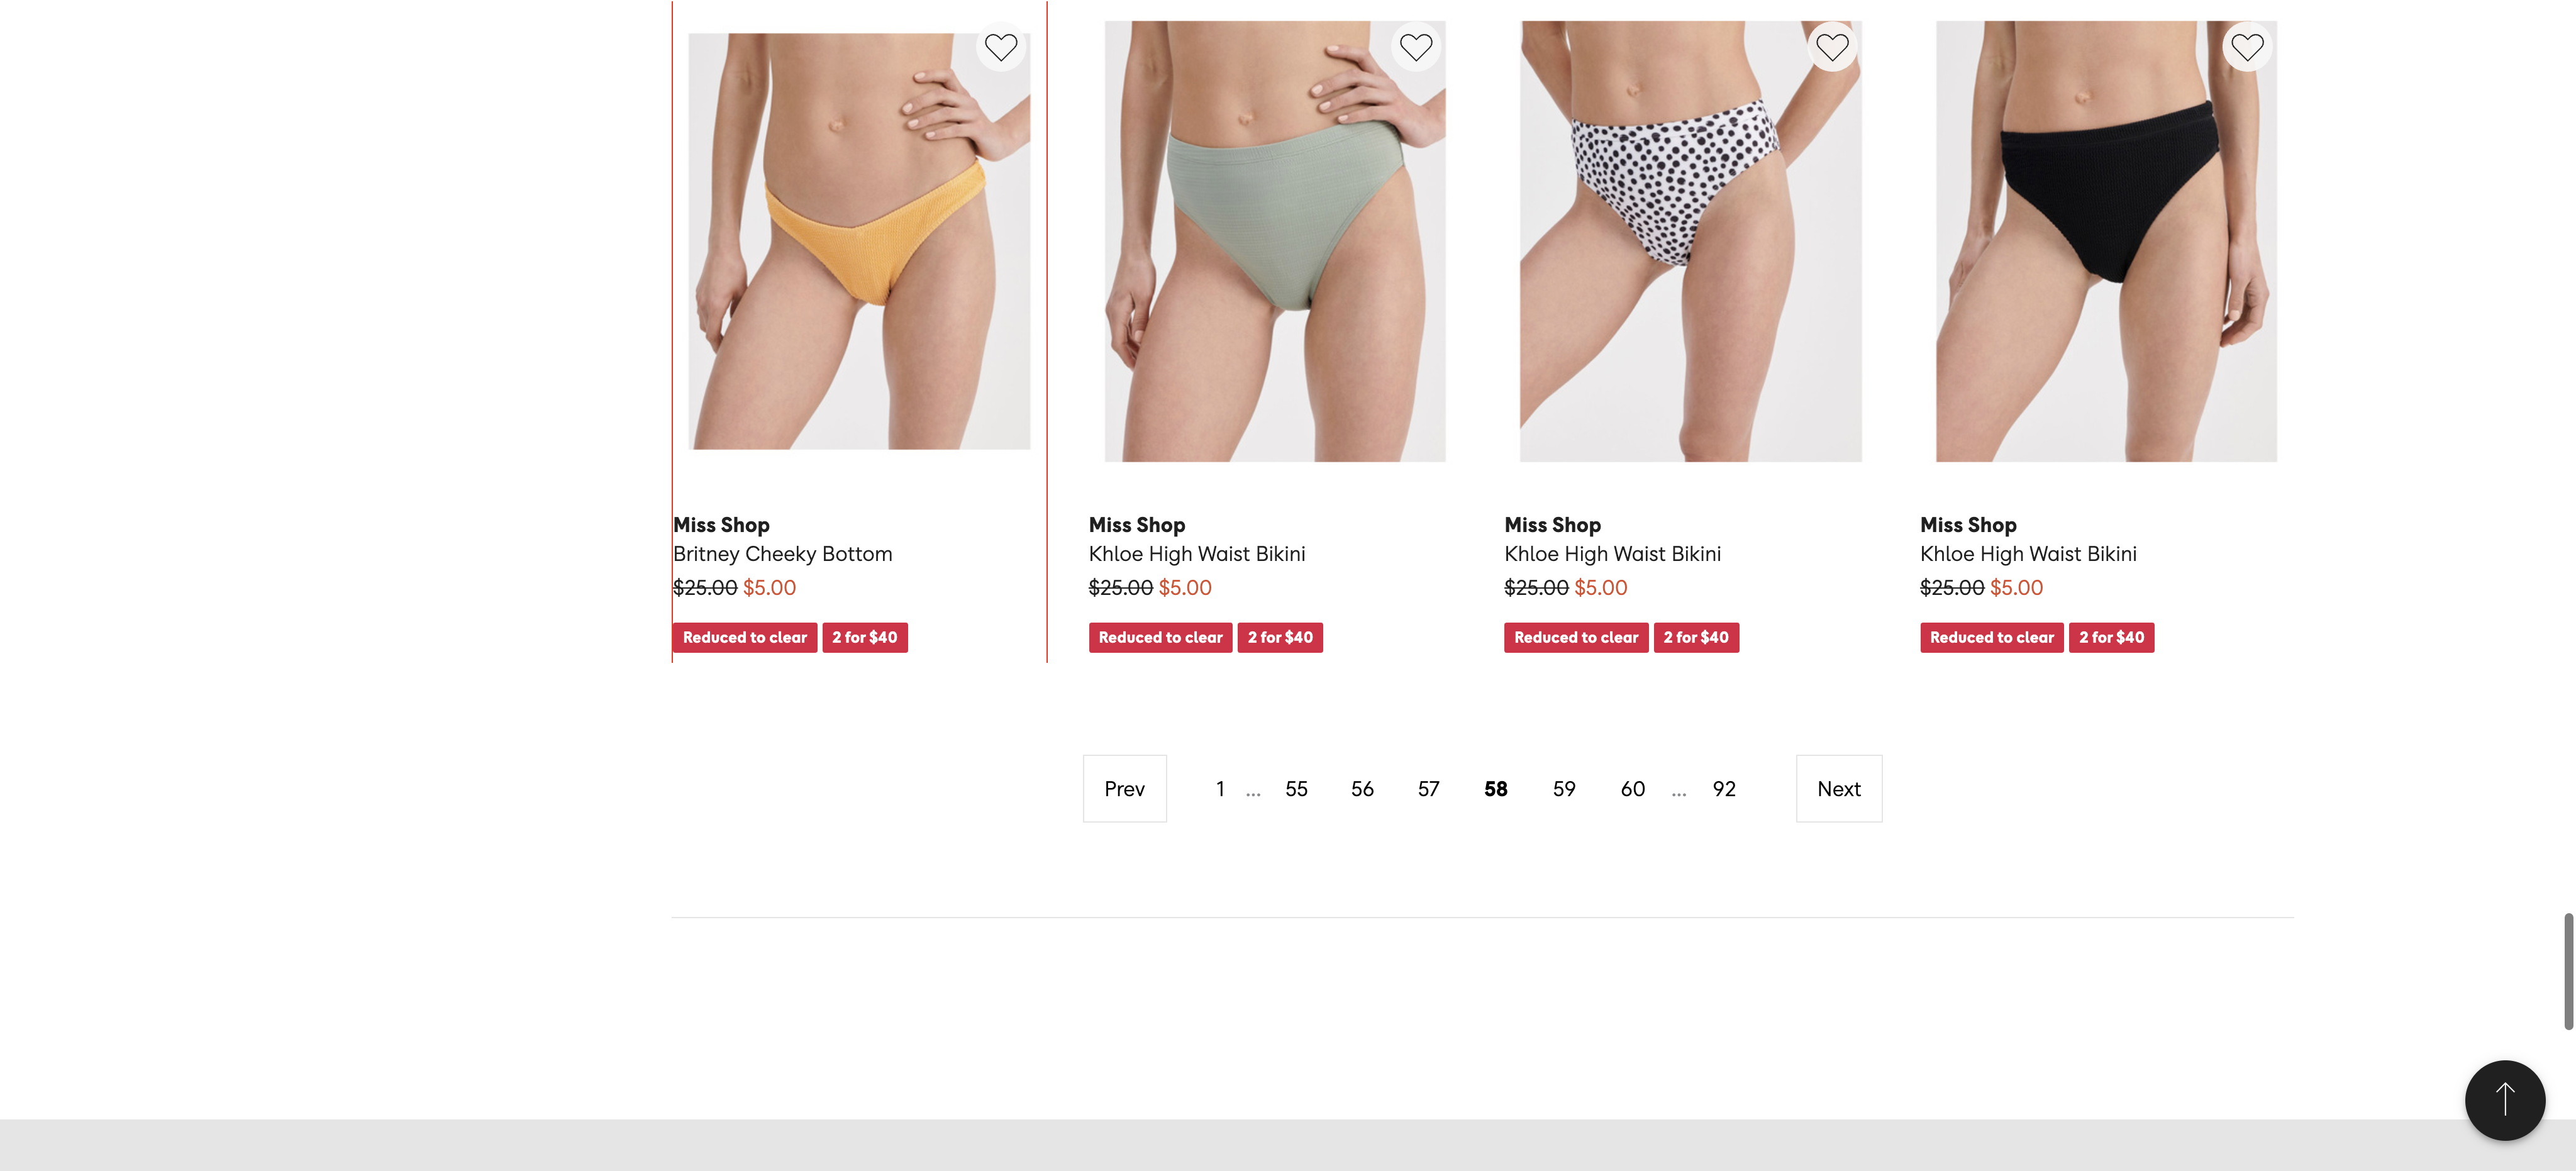 Miss Shop
Britney Cheeky Bottom
$25.00 $5.00
Reduced to clear 2 for $40
Miss Shop
Khloe High Waist Bikini
$25.00 $5.00
Reduced to clear 2 for $40
Miss Shop
Khloe High Waist Bikini
$25.00 $5.00
Reduced to clear 2 for $40
Miss Shop
Khloe High Waist Bikini
$25.00 $5.00
Reduced to clear 2 for $40
Prev 1 ... 55 56 57 58 59 60 ... 92 Next